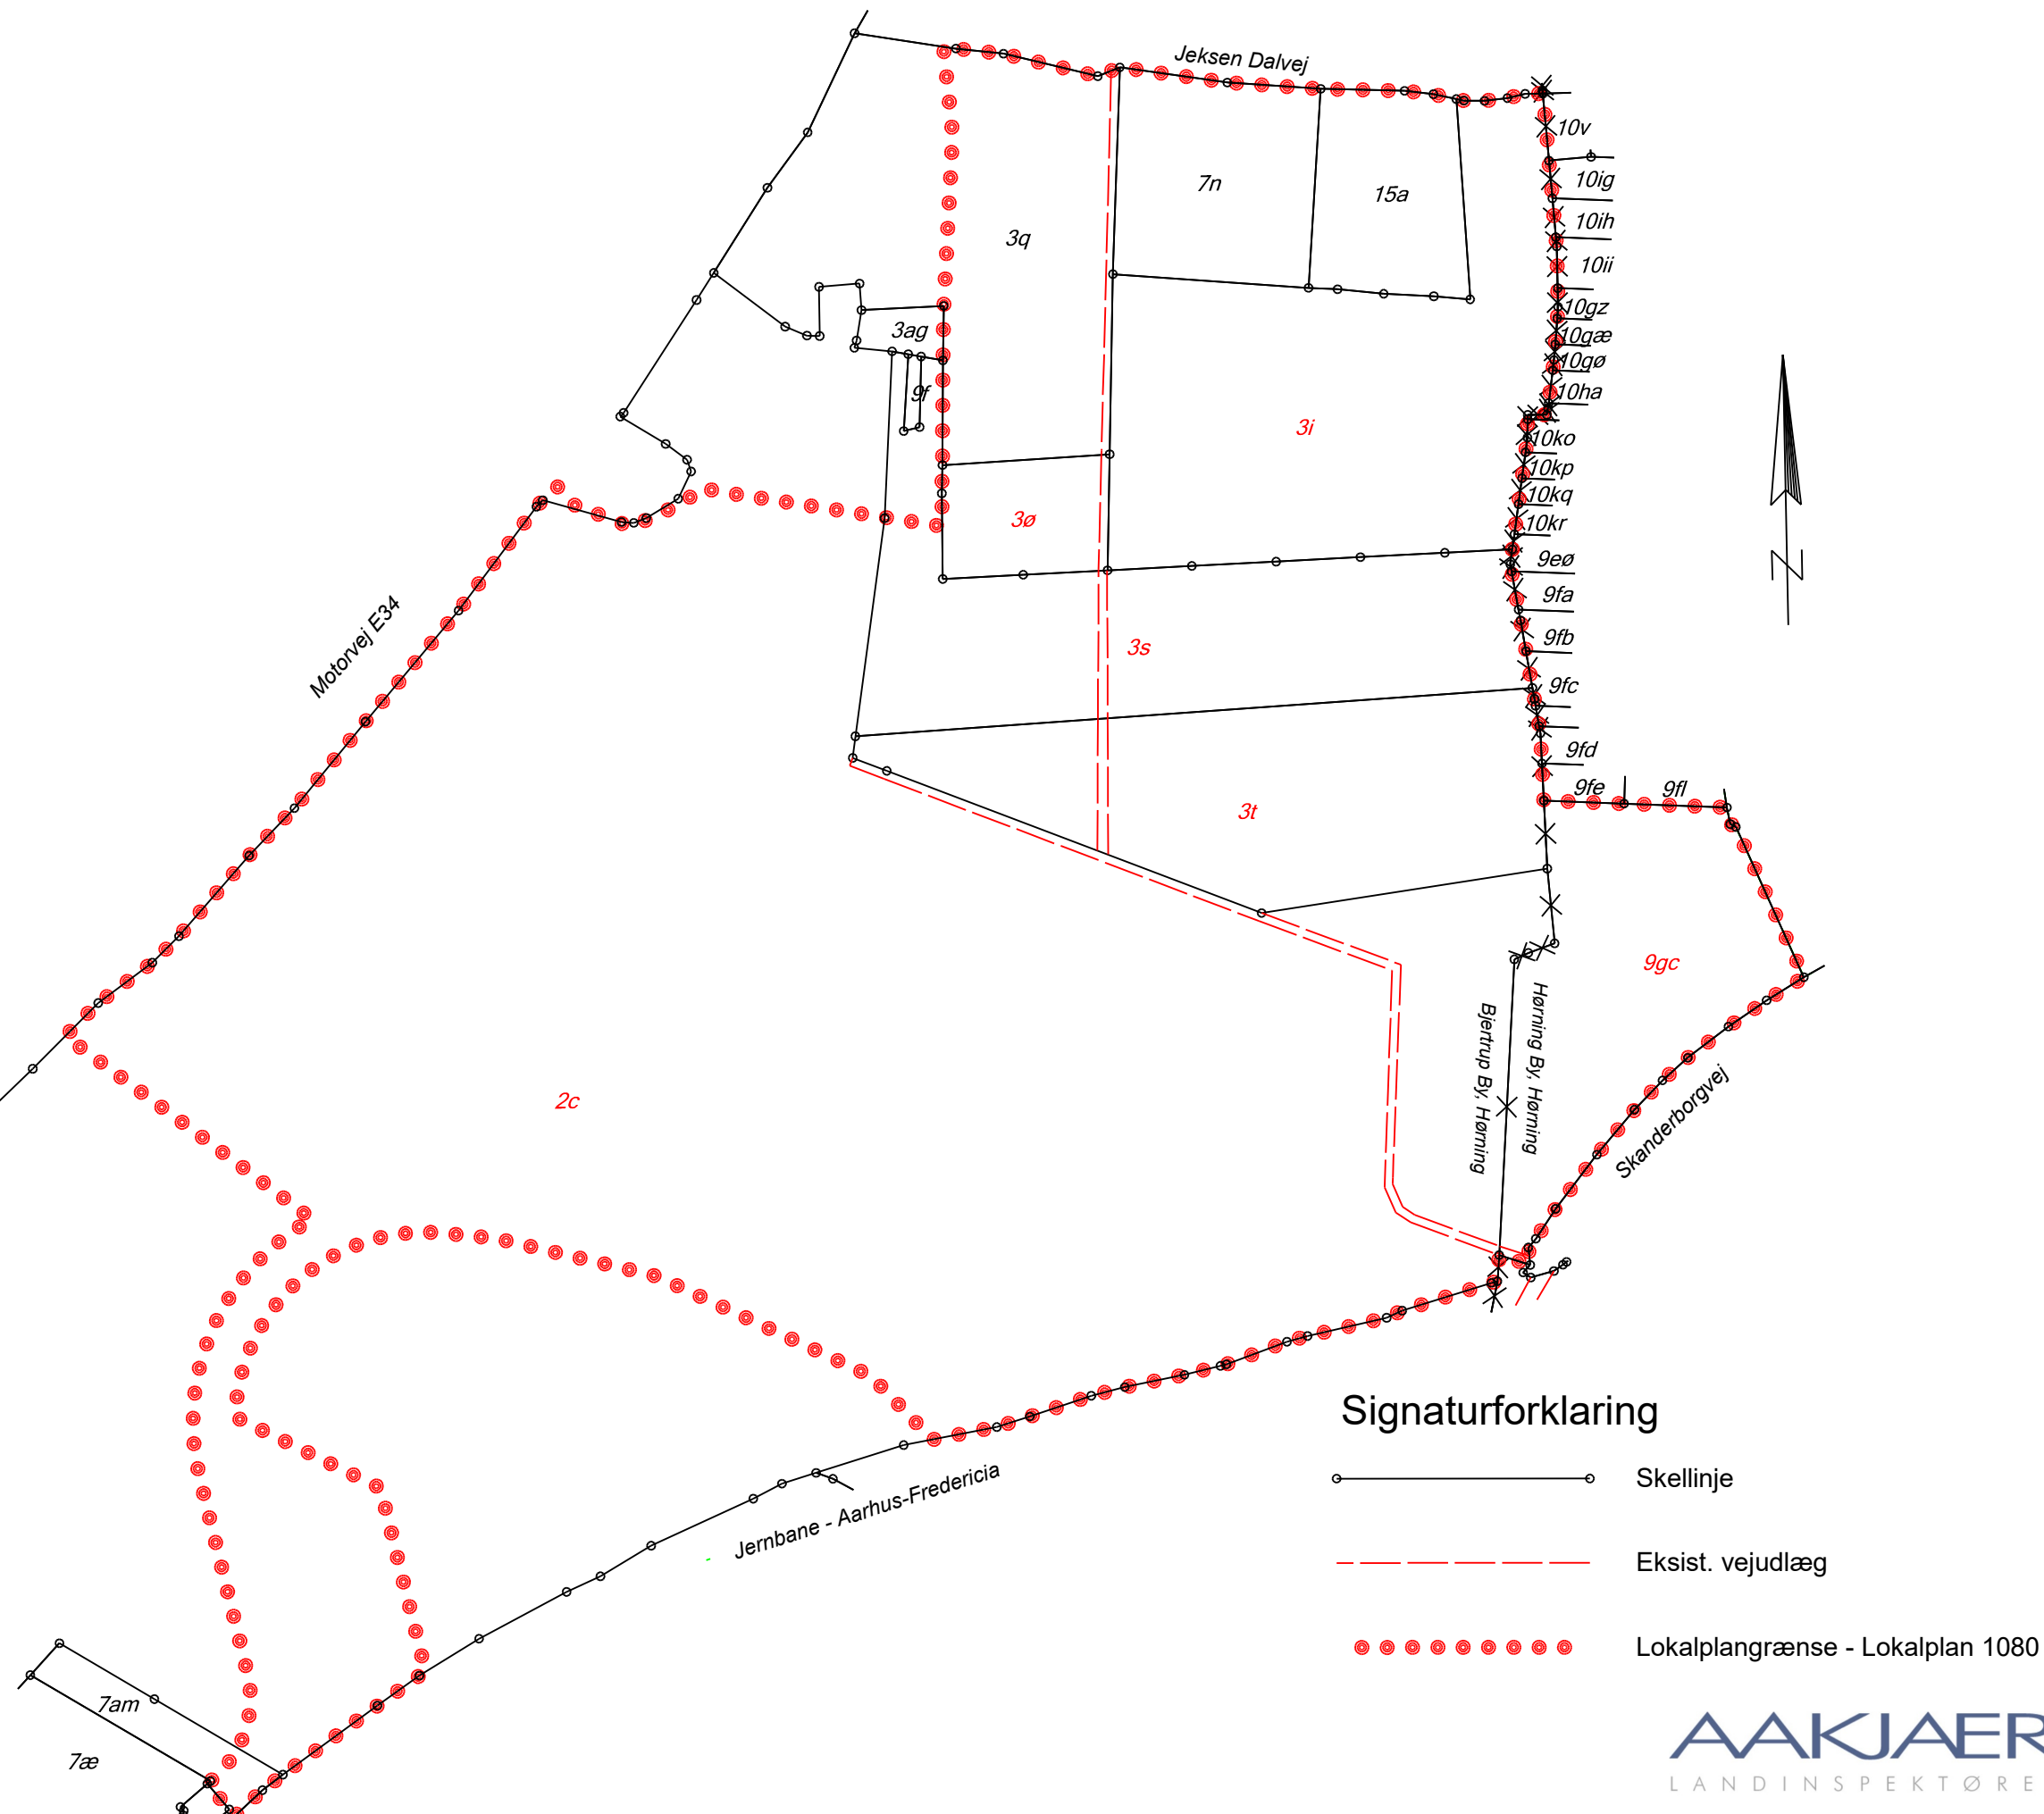 Jeksen Dalvej
10v
7n
10ig
15a
10ih
3q
10ii
10gz
3ag
10gæ
10gø
9f
10ha
3i
10ko
10kp
10kq
3ø
10kr
9eø
9fa
Motorvej E34
3s
9fb
9fc
9fd
9fe
9fl
3t
N
9gc
Bjertrup By, Hørning
Hørning By, Hørning
2c
Skanderborgvej
Signaturforklaring
Skellinje
Jernbane - Aarhus-Fredericia
Eksist. vejudlæg
Lokalplangrænse - Lokalplan 1080
7am
7æ
AAKJAER
LANDINSPEKTØRE